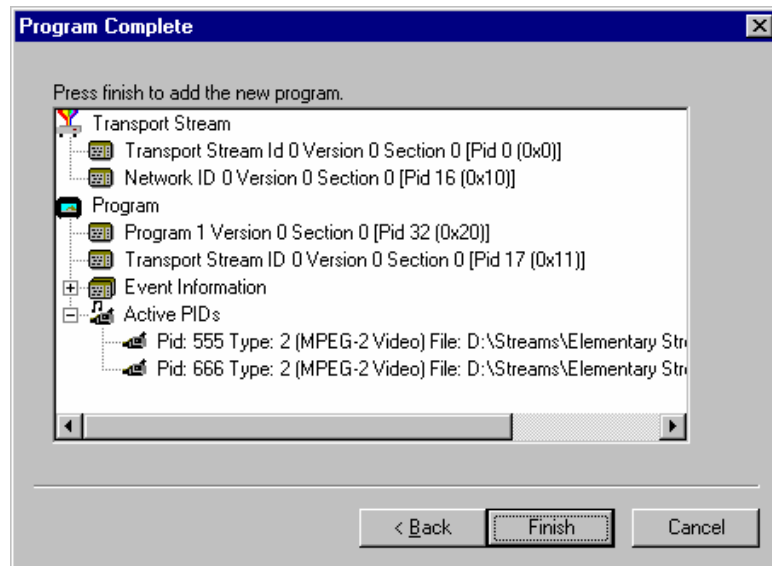 Program Complete
Press finish to add the new program.
Transport Stream
Transport Stream Id 0 Version 0 Section 0 [Pid 0 (0x0)]
Network ID 0 Version 0 Section 0 [Pid 16 (0x10)]
Program
Program 1 Version 0 Section 0 [Pid 32 (0x20)]
Transport Stream ID 0 Version 0 Section 0 [Pid 17 (0x11)]
Event Information
Active PIDs
Pid: 555 Type: 2 (MPEG-2 Video) File: D:\Streams\Elementary Stre
Pid: 666 Type: 2 (MPEG-2 Video) File: D:\Streams\Elementary Stre
< Back
Finish
Cancel